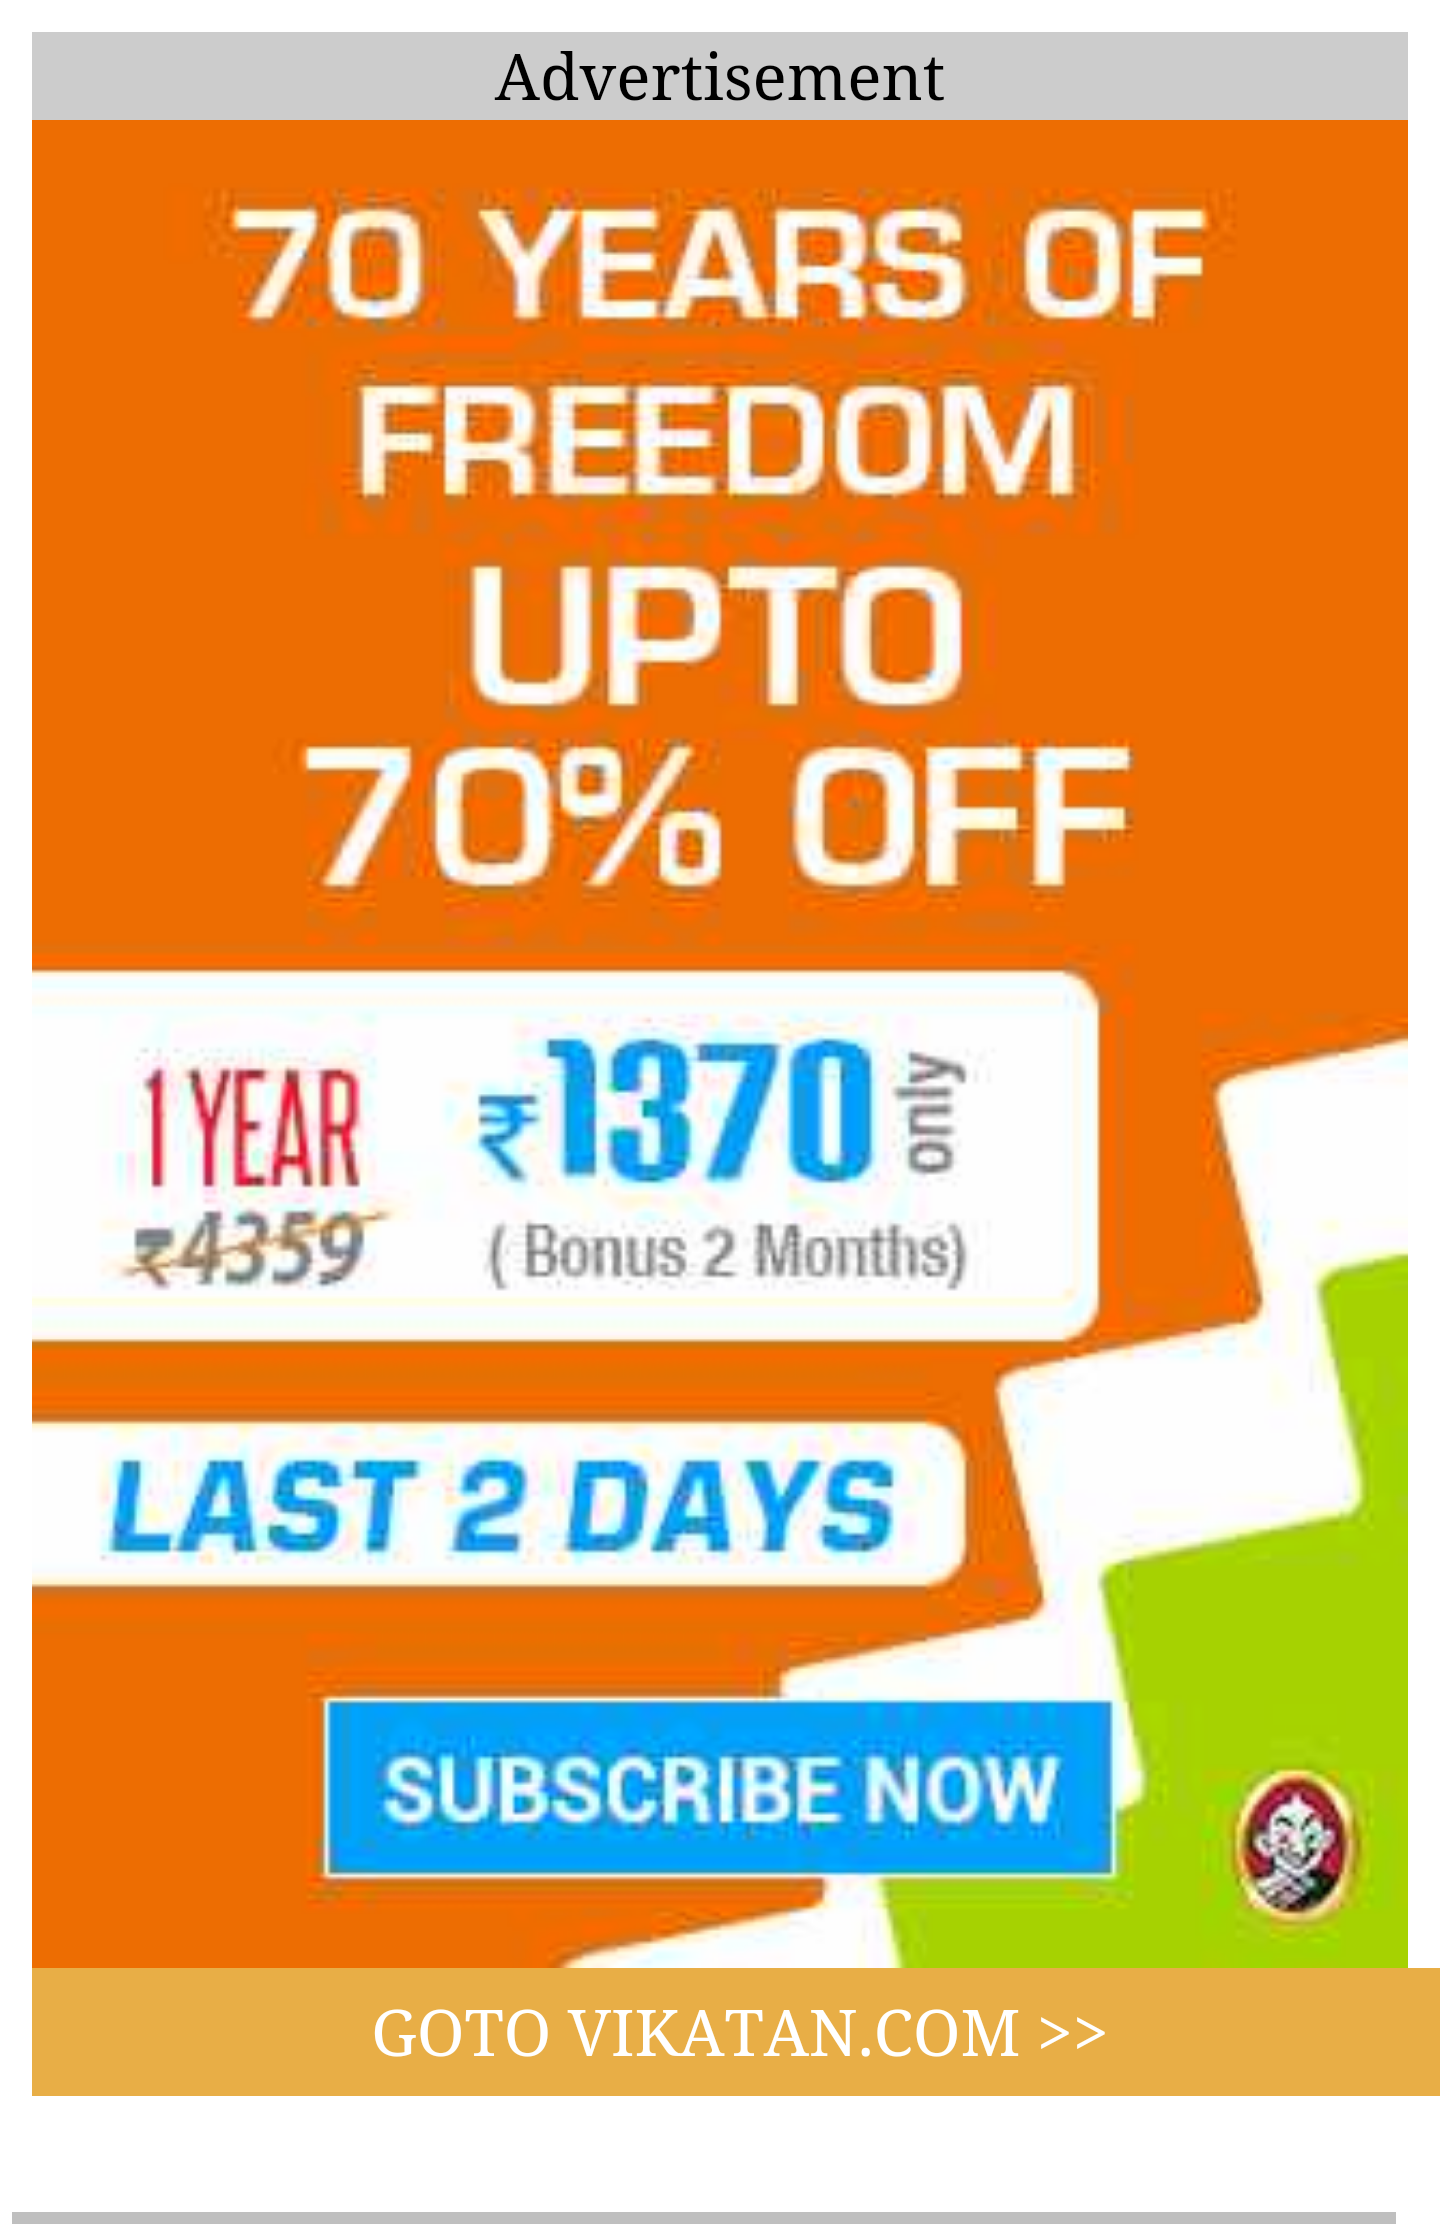 Advertisement
70 YEARS OF
FREEDOM
UPTO
70% OFF
1 YEAR ₹1370 only
₹4359 ( Bonus 2 Months)
LAST 2 DAYS
SUBSCRIBE NOW
GOTO VIKATAN.COM >>